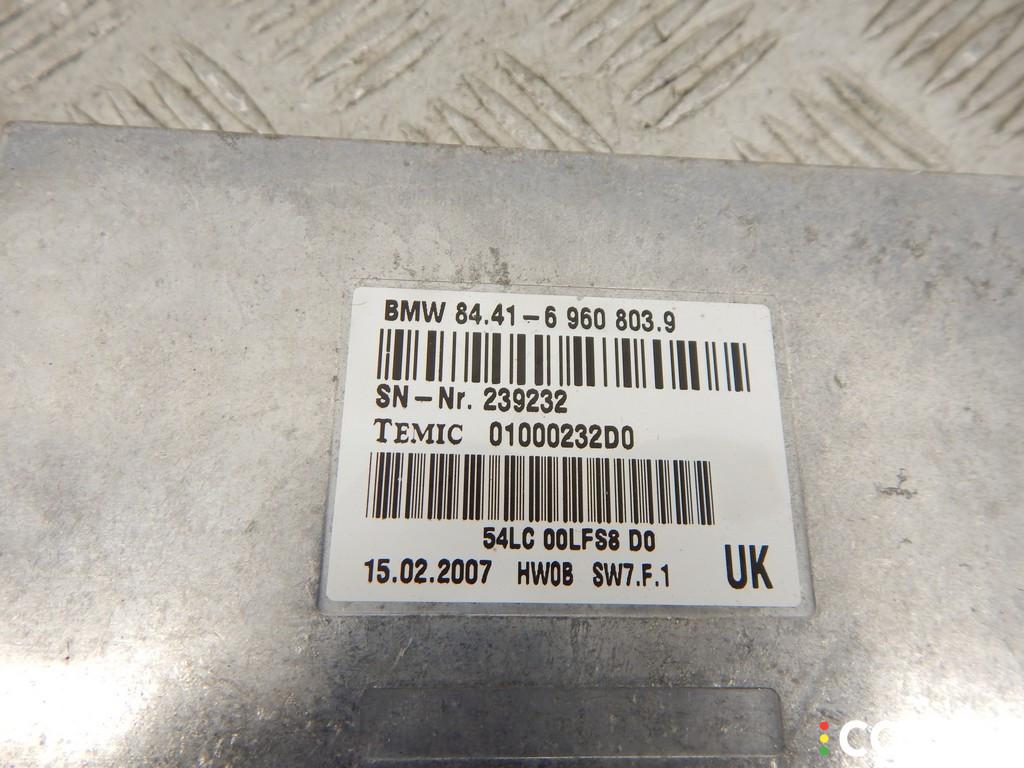 BMW 84.41-6 960 803.9
SN-Nr. 239232
TEMIC 01000232D0
54LC 00LFS8 D0
15.02.2007 HW0B SW7.F.1 UK